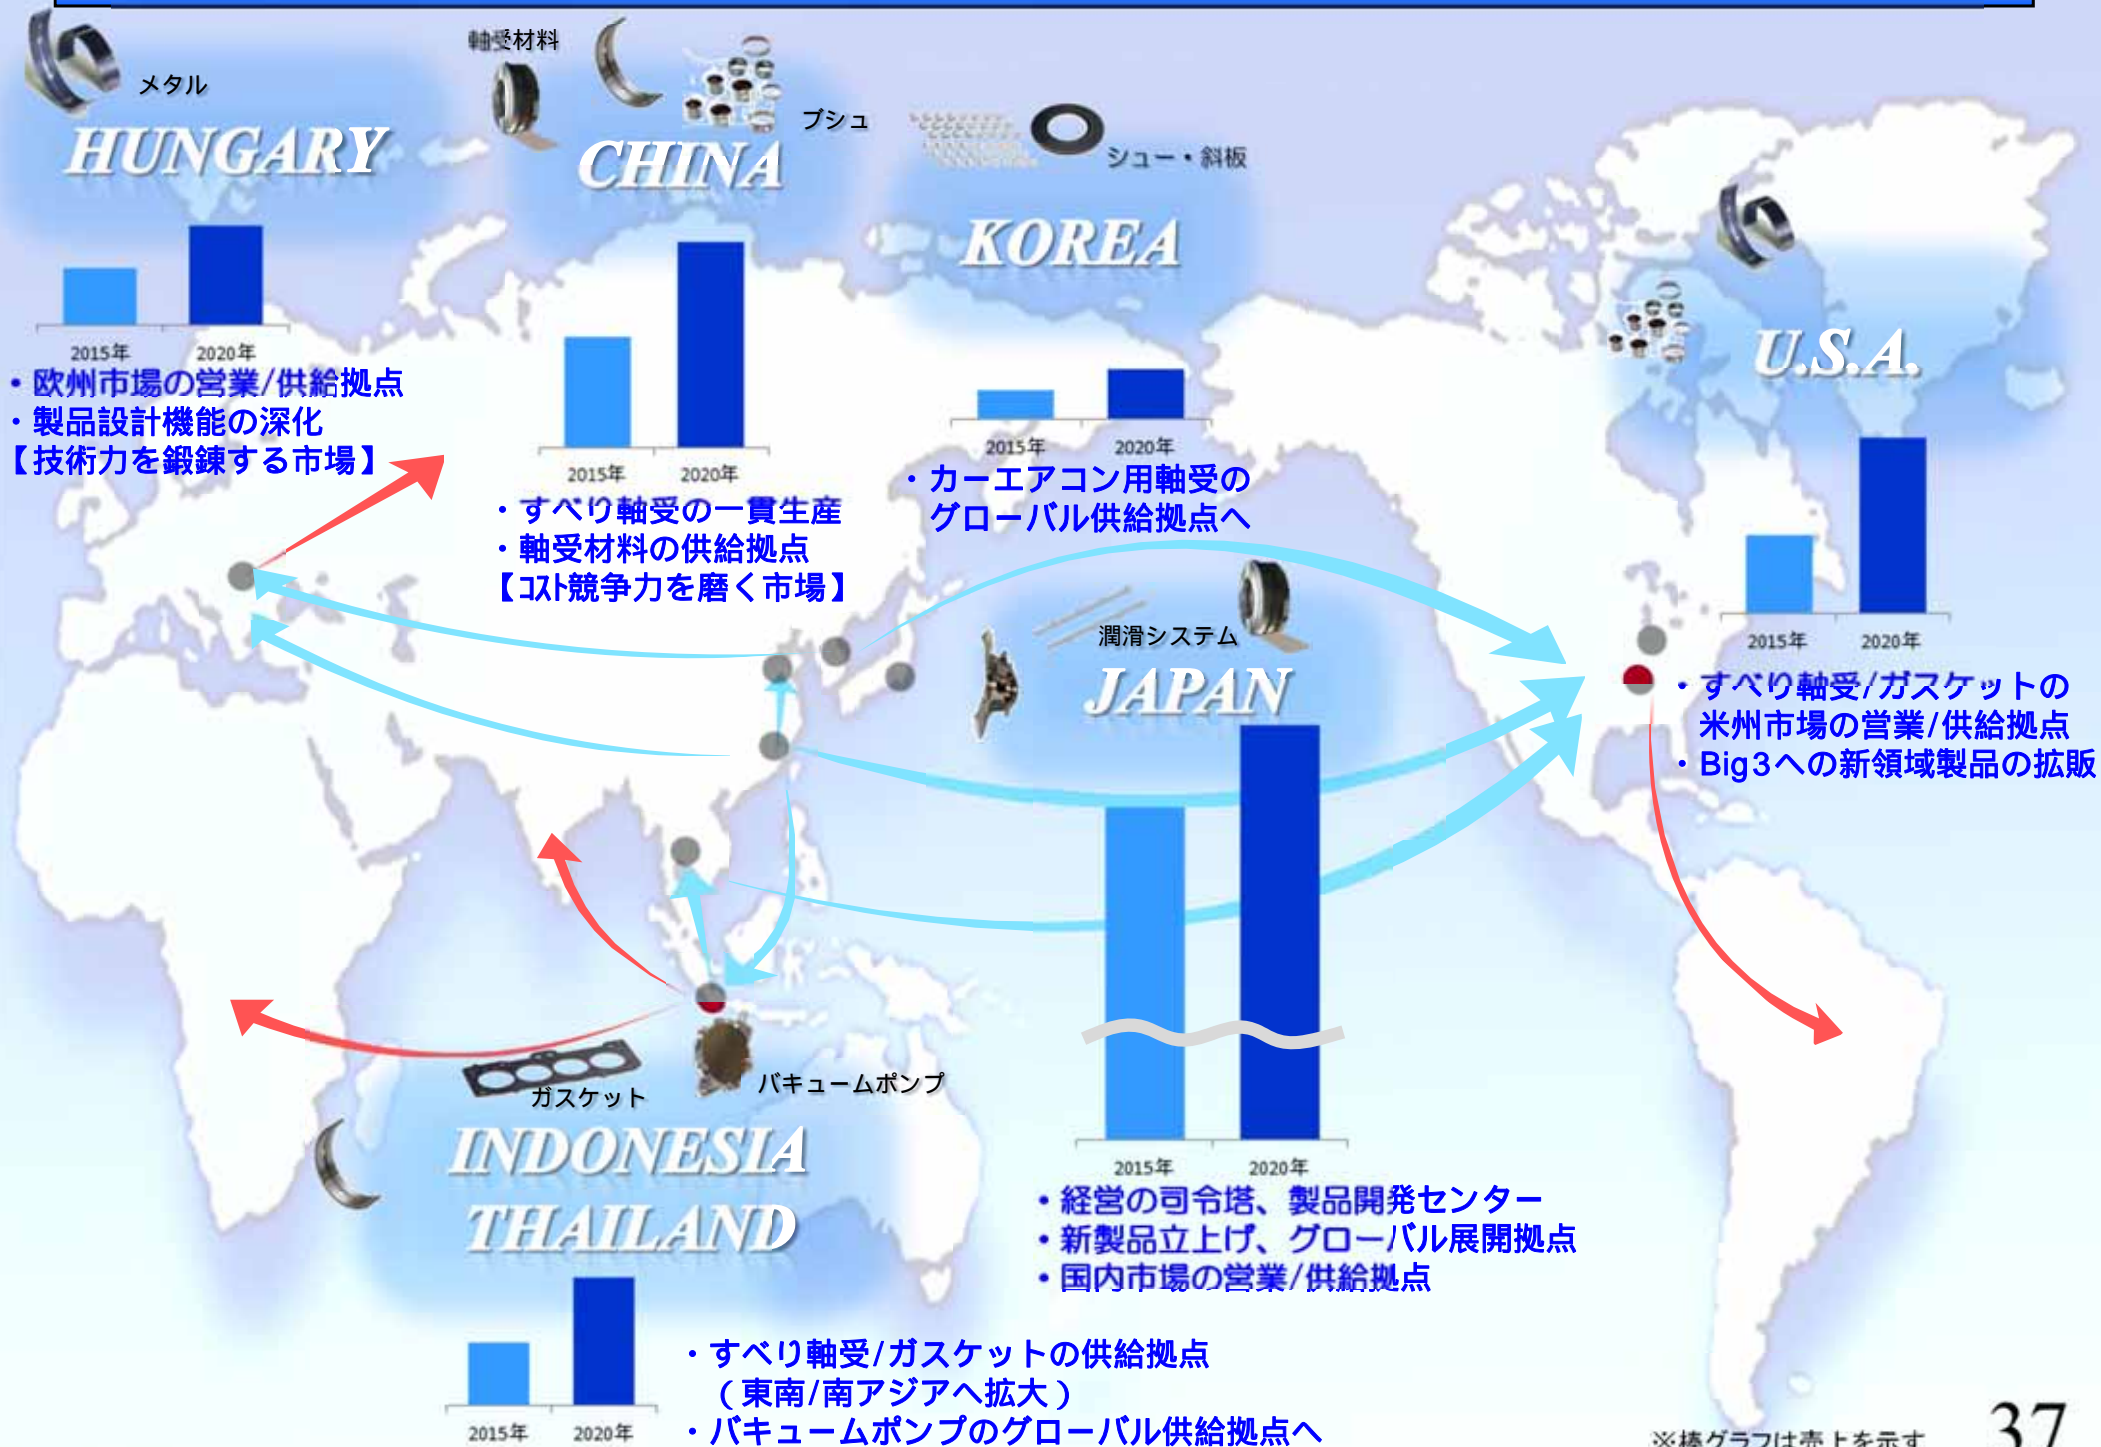 メタル
HUNGARY
2015年 2020年
・欧州市場の営業/供給拠点
・製品設計機能の深化
【技術力を鍛錬する市場】
軸受材料
ブシュ
CHINA
2015年 2020年
・すべり軸受の一貫生産
・軸受材料の供給拠点
【コスト競争力を磨く市場】
シュー・斜板
KOREA
2015年 2020年
・カーエアコン用軸受の
グローバル供給拠点へ
U.S.A.
2015年 2020年
・すべり軸受/ガスケットの
米州市場の営業/供給拠点
・Big3への新領域製品の拡販
潤滑システム
JAPAN
2015年 2020年
・経営の司令塔、製品開発センター
・新製品立上げ、グローバル展開拠点
・国内市場の営業/供給拠点
ガスケット
バキュームポンプ
INDONESIA
THAILAND
2015年 2020年
・すべり軸受/ガスケットの供給拠点
（東南/南アジアへ拡大）
・バキュームポンプのグローバル供給拠点へ
※棒グラフは売上を示す
37